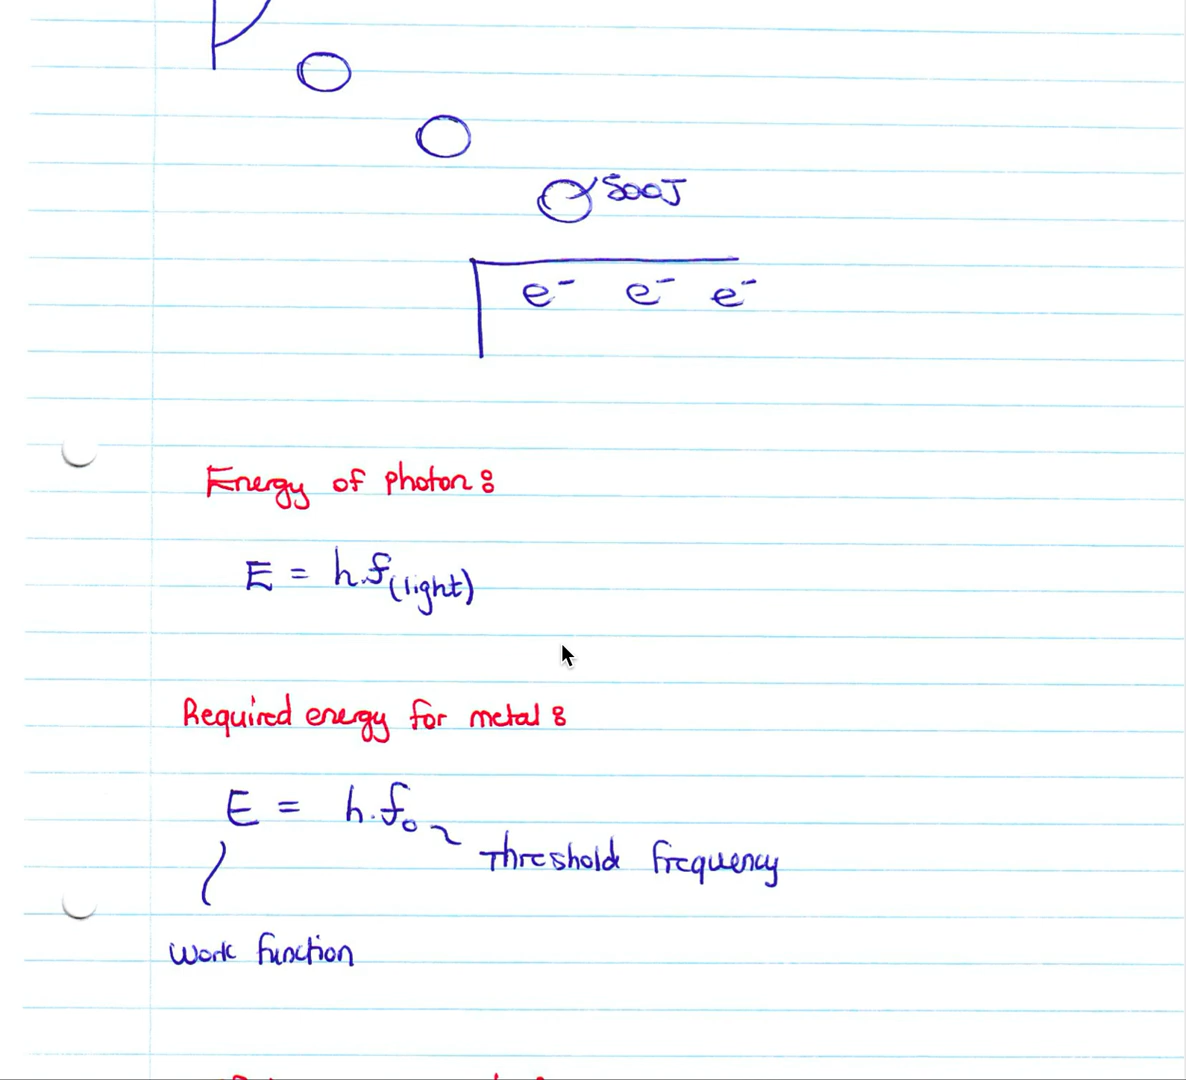 500J
e⁻ e⁻ e⁻
Energy of photon:
E = h.f(light)
Required energy for metal:
E = h.f₀
Threshold frequency
Work function